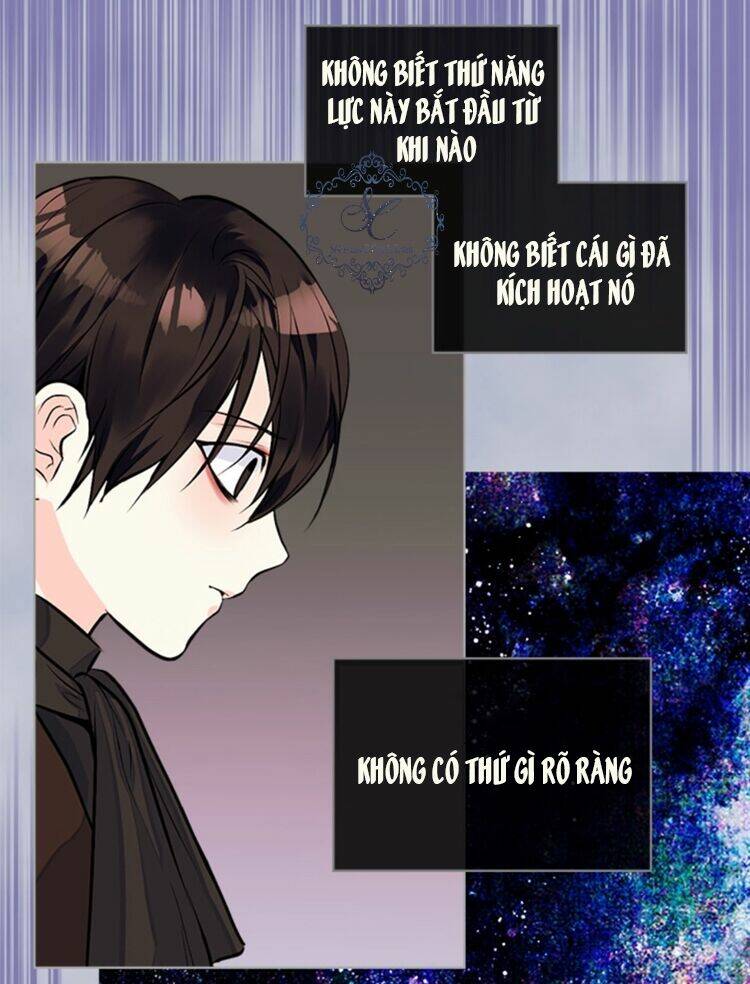 KHÔNG BIẾT THỨ NĂNG
LỰC NÀY BẮT ĐẦU TỪ
KHI NÀO
KHÔNG BIẾT CÁI GÌ ĐÃ
KÍCH HOẠT NÓ
KHÔNG CÓ THỨ GÌ RÕ RÀNG